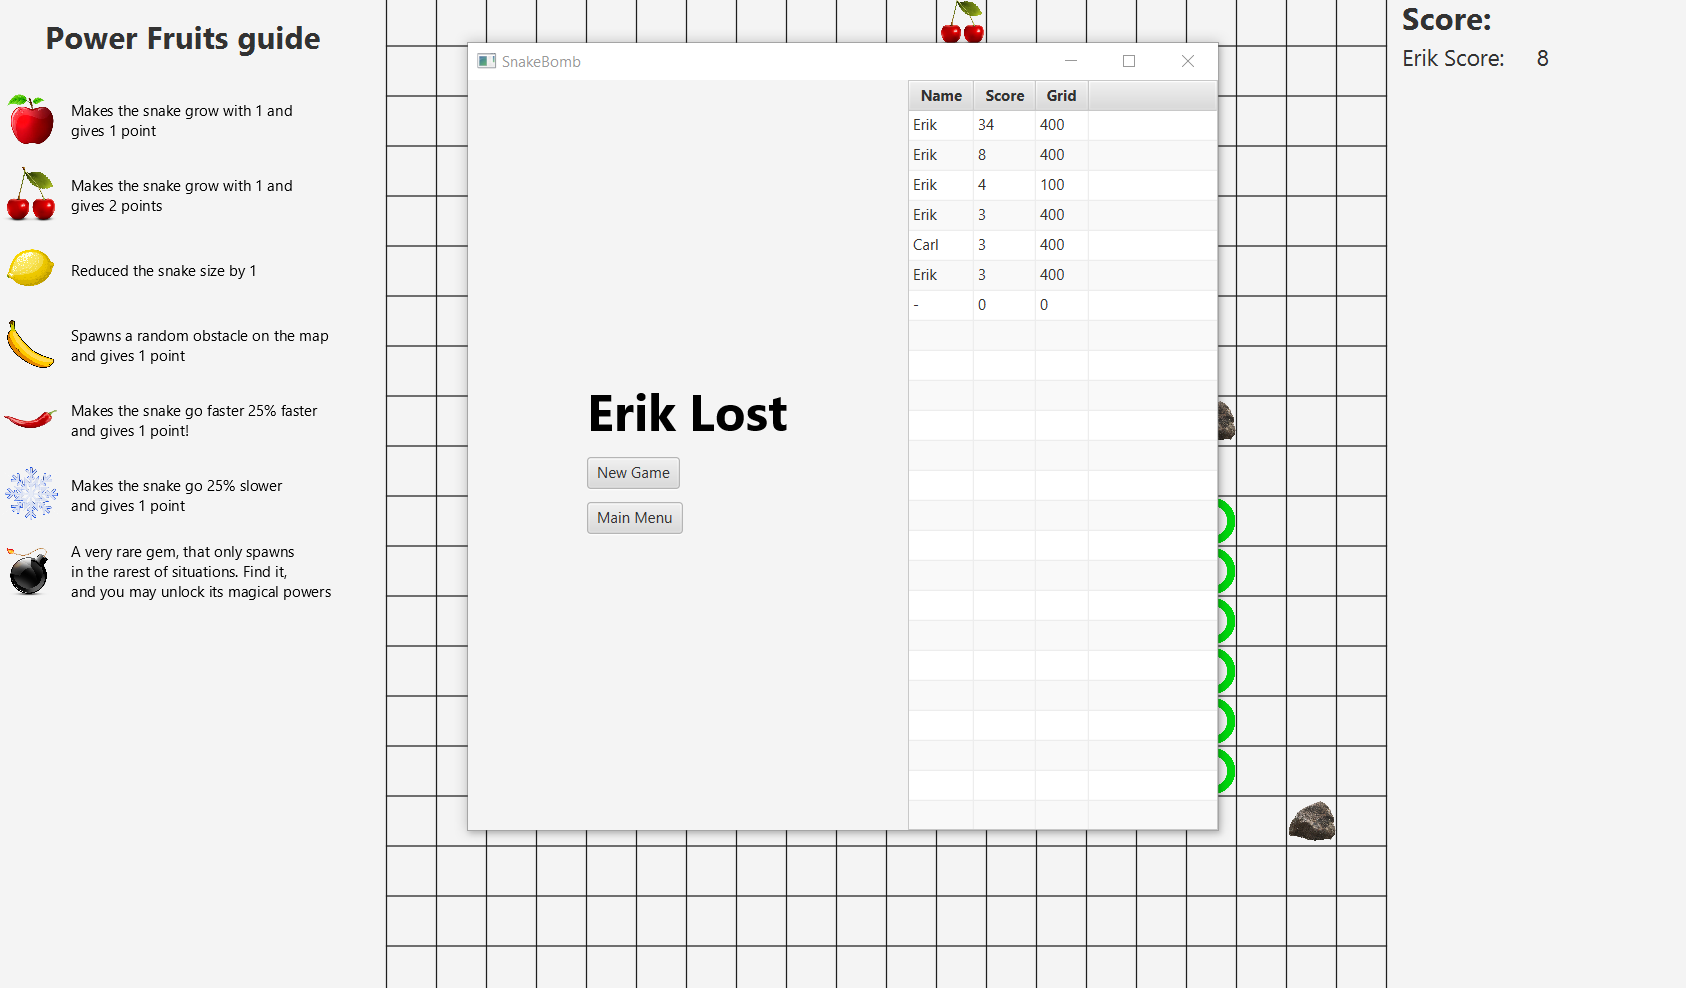 Power Fruits guide
Makes the snake grow with 1 and
gives 1 point
Makes the snake grow with 1 and
gives 2 points
Reduced the snake size by 1
Spawns a random obstacle on the map
and gives 1 point
Makes the snake go faster 25% faster
and gives 1 point!
Makes the snake go 25% slower
and gives 1 point
A very rare gem, that only spawns
in the rarest of situations. Find it,
and you may unlock its magical powers
SnakeBomb
Erik Lost
New Game
Main Menu
Name Score Grid
Erik 34 400
Erik 8 400
Erik 4 100
Erik 3 400
Carl 3 400
Erik 3 400
- 0 0
Score:
Erik Score: 8